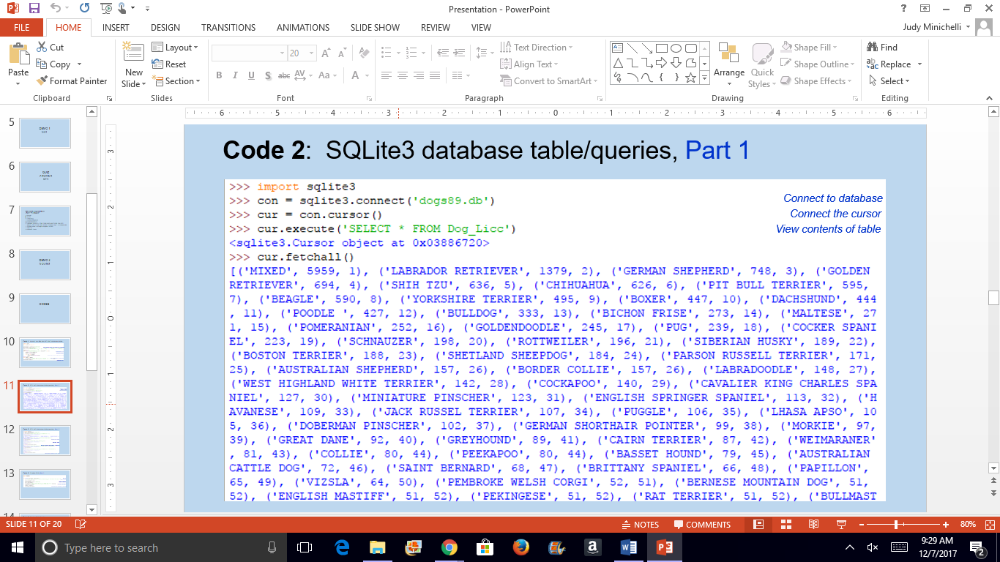 Presentation - PowerPoint
?
FILE HOME INSERT DESIGN TRANSITIONS ANIMATIONS SLIDE SHOW REVIEW VIEW Judy Minichelli
Cut
Copy
Format Painter
Paste
Clipboard
New
Slide
Layout
Reset
Section
Slides
20
B I U S abc AV Aa A
Font
Text Direction
Align Text
Convert to SmartArt
Paragraph
Arrange
Quick
Styles
Shape Fill
Shape Outline
Shape Effects
Drawing
Find
Replace
Select
Editing
6 5 4 3 2 1 0 1 2 3 4 5 6
3 2 1 0 1 2 3
5
6
7
8
9
10
11
12
13
14
Code 2: SQLite3 database table/queries, Part 1
>>> import sqlite3
>>> con = sqlite3.connect('dogs89.db')
>>> cur = con.cursor()
>>> cur.execute('SELECT * FROM Dog_Licc')
<sqlite3.Cursor object at 0x03886720>
>>> cur.fetchall()
Connect to database
Connect the cursor
View contents of table
[('MIXED', 5959, 1), ('LABRADOR RETRIEVER', 1379, 2), ('GERMAN SHEPHERD', 748, 3), ('GOLDEN
RETRIEVER', 694, 4), ('SHIH TZU', 636, 5), ('CHIHUAHUA', 626, 6), ('PIT BULL TERRIER', 595,
7), ('BEAGLE', 590, 8), ('YORKSHIRE TERRIER', 495, 9), ('BOXER', 447, 10), ('DACHSHUND', 444
, 11), ('POODLE ', 427, 12), ('BULLDOG', 333, 13), ('BICHON FRISE', 273, 14), ('MALTESE', 27
1, 15), ('POMERANIAN', 252, 16), ('GOLDENDOODLE', 245, 17), ('PUG', 239, 18), ('COCKER SPANI
EL', 223, 19), ('SCHNAUZER', 198, 20), ('ROTTWEILER', 196, 21), ('SIBERIAN HUSKY', 189, 22),
('BOSTON TERRIER', 188, 23), ('SHETLAND SHEEPDOG', 184, 24), ('PARSON RUSSELL TERRIER', 171,
25), ('AUSTRALIAN SHEPHERD', 157, 26), ('BORDER COLLIE', 157, 26), ('LABRADOODLE', 148, 27),
('WEST HIGHLAND WHITE TERRIER', 142, 28), ('COCKAPOO', 140, 29), ('CAVALIER KING CHARLES SPA
NIEL', 127, 30), ('MINIATURE PINSCHER', 123, 31), ('ENGLISH SPRINGER SPANIEL', 113, 32), ('H
AVANESE', 109, 33), ('JACK RUSSEL TERRIER', 107, 34), ('PUGGLE', 106, 35), ('LHASA APSO', 10
5, 36), ('DOBERMAN PINSCHER', 102, 37), ('GERMAN SHORTHAIR POINTER', 99, 38), ('MORKIE', 97,
39), ('GREAT DANE', 92, 40), ('GREYHOUND', 89, 41), ('CAIRN TERRIER', 87, 42), ('WEIMARANER'
, 81, 43), ('COLLIE', 80, 44), ('PEEKAPOO', 80, 44), ('BASSET HOUND', 79, 45), ('AUSTRALIAN
CATTLE DOG', 72, 46), ('SAINT BERNARD', 68, 47), ('BRITTANY SPANIEL', 66, 48), ('PAPILLON',
65, 49), ('VIZSLA', 64, 50), ('PEMBROKE WELSH CORGI', 52, 51), ('BERNESE MOUNTAIN DOG', 51,
52), ('ENGLISH MASTIFF', 51, 52), ('PEKINGESE', 51, 52), ('RAT TERRIER', 51, 52), ('BULLMAST
SLIDE 11 OF 20 NOTES COMMENTS 80%
Type here to search
9:29 AM
12/7/2017
2